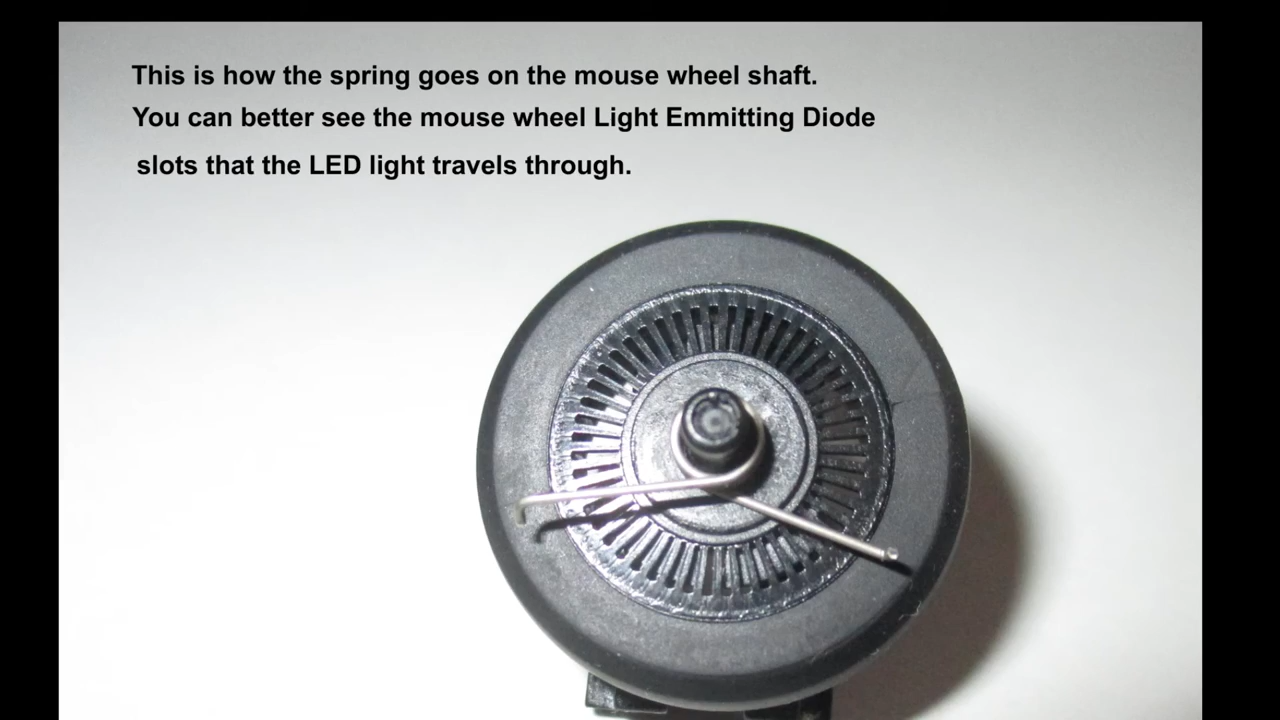 This is how the spring goes on the mouse wheel shaft.
You can better see the mouse wheel Light Emmitting Diode
slots that the LED light travels through.